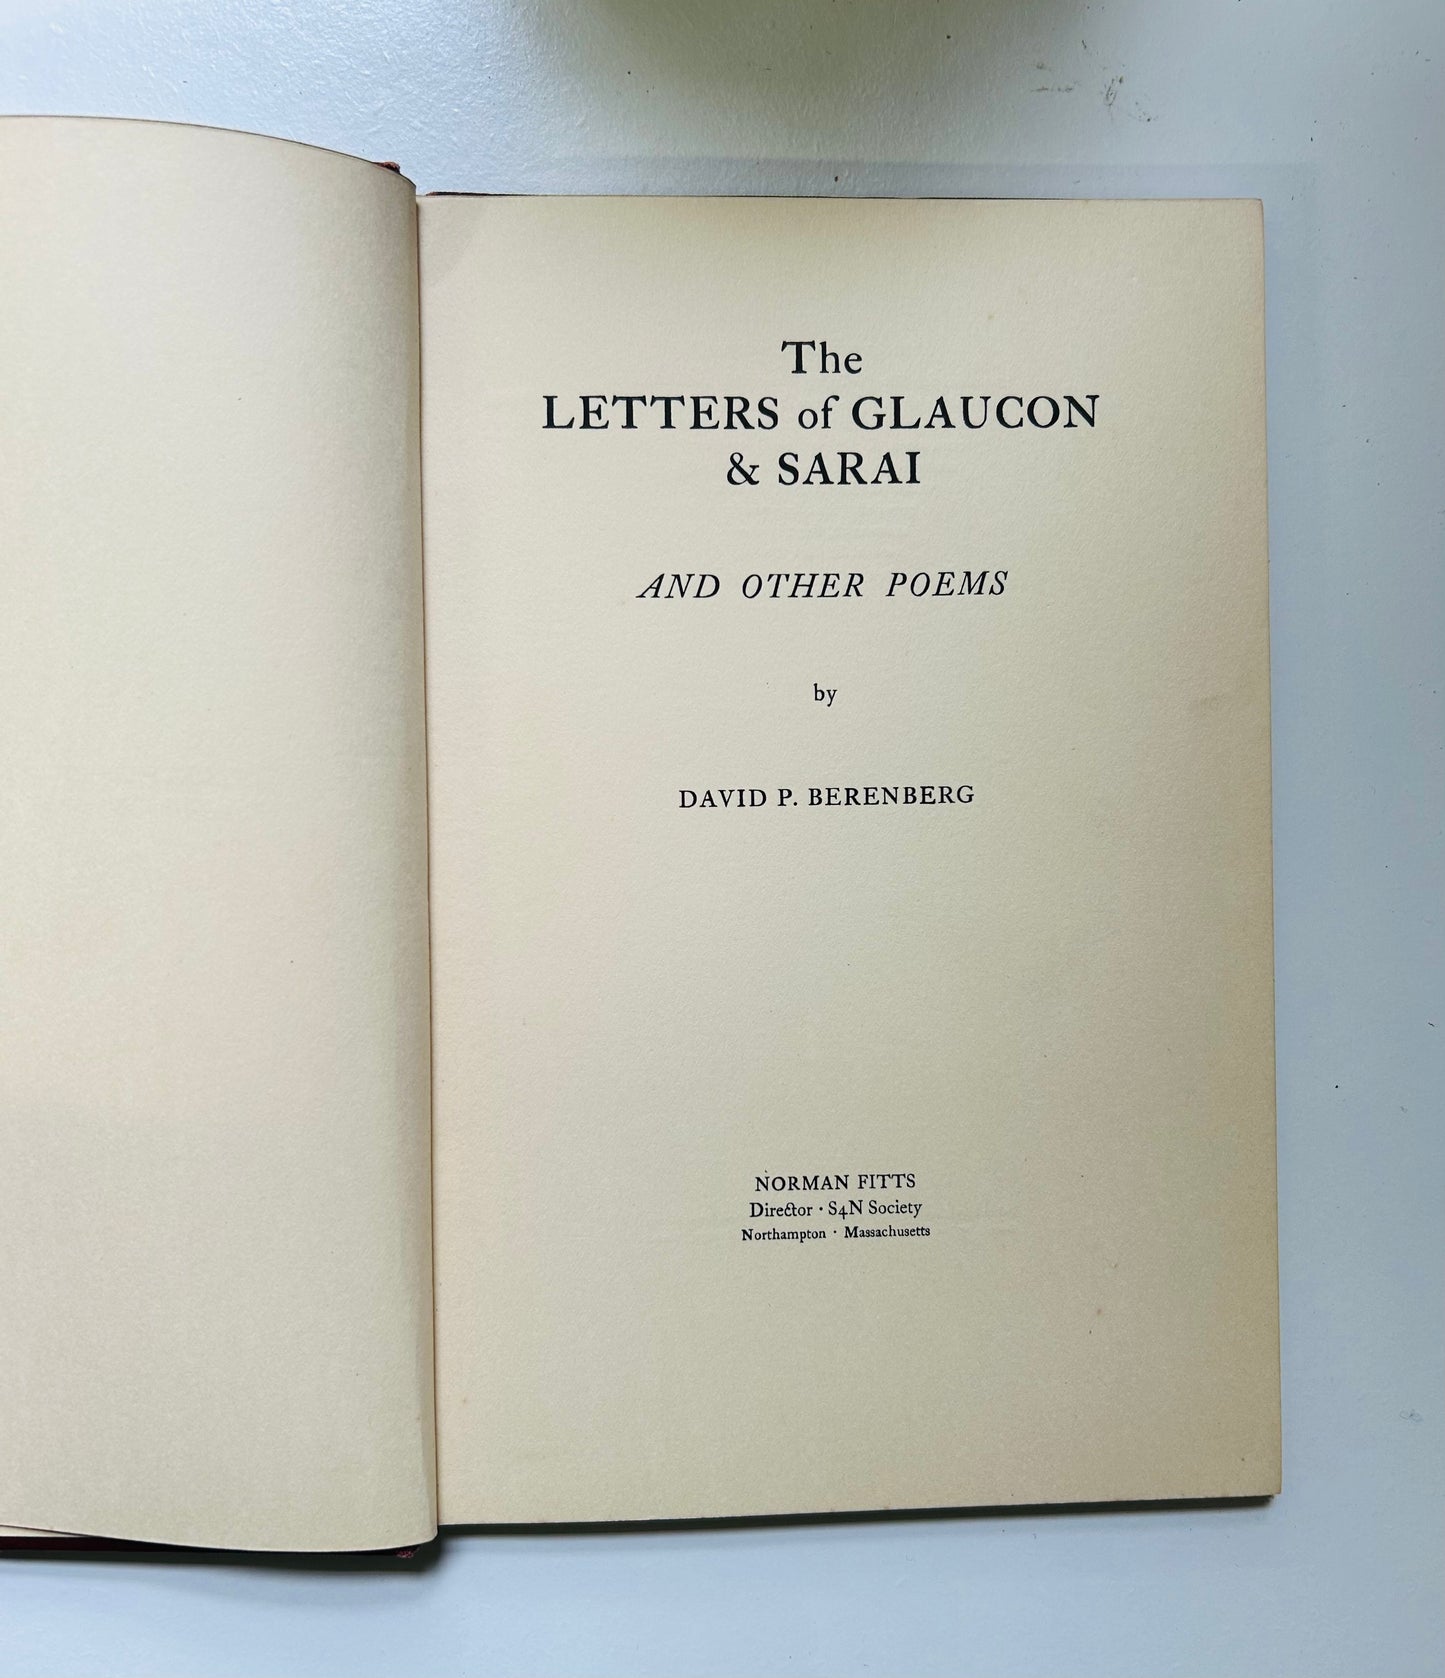 The
LETTERS of GLAUCON
& SARAI
AND OTHER POEMS
by
DAVID P. BERENBERG
NORMAN FITTS
Director · S4N Society
Northampton · Massachusetts